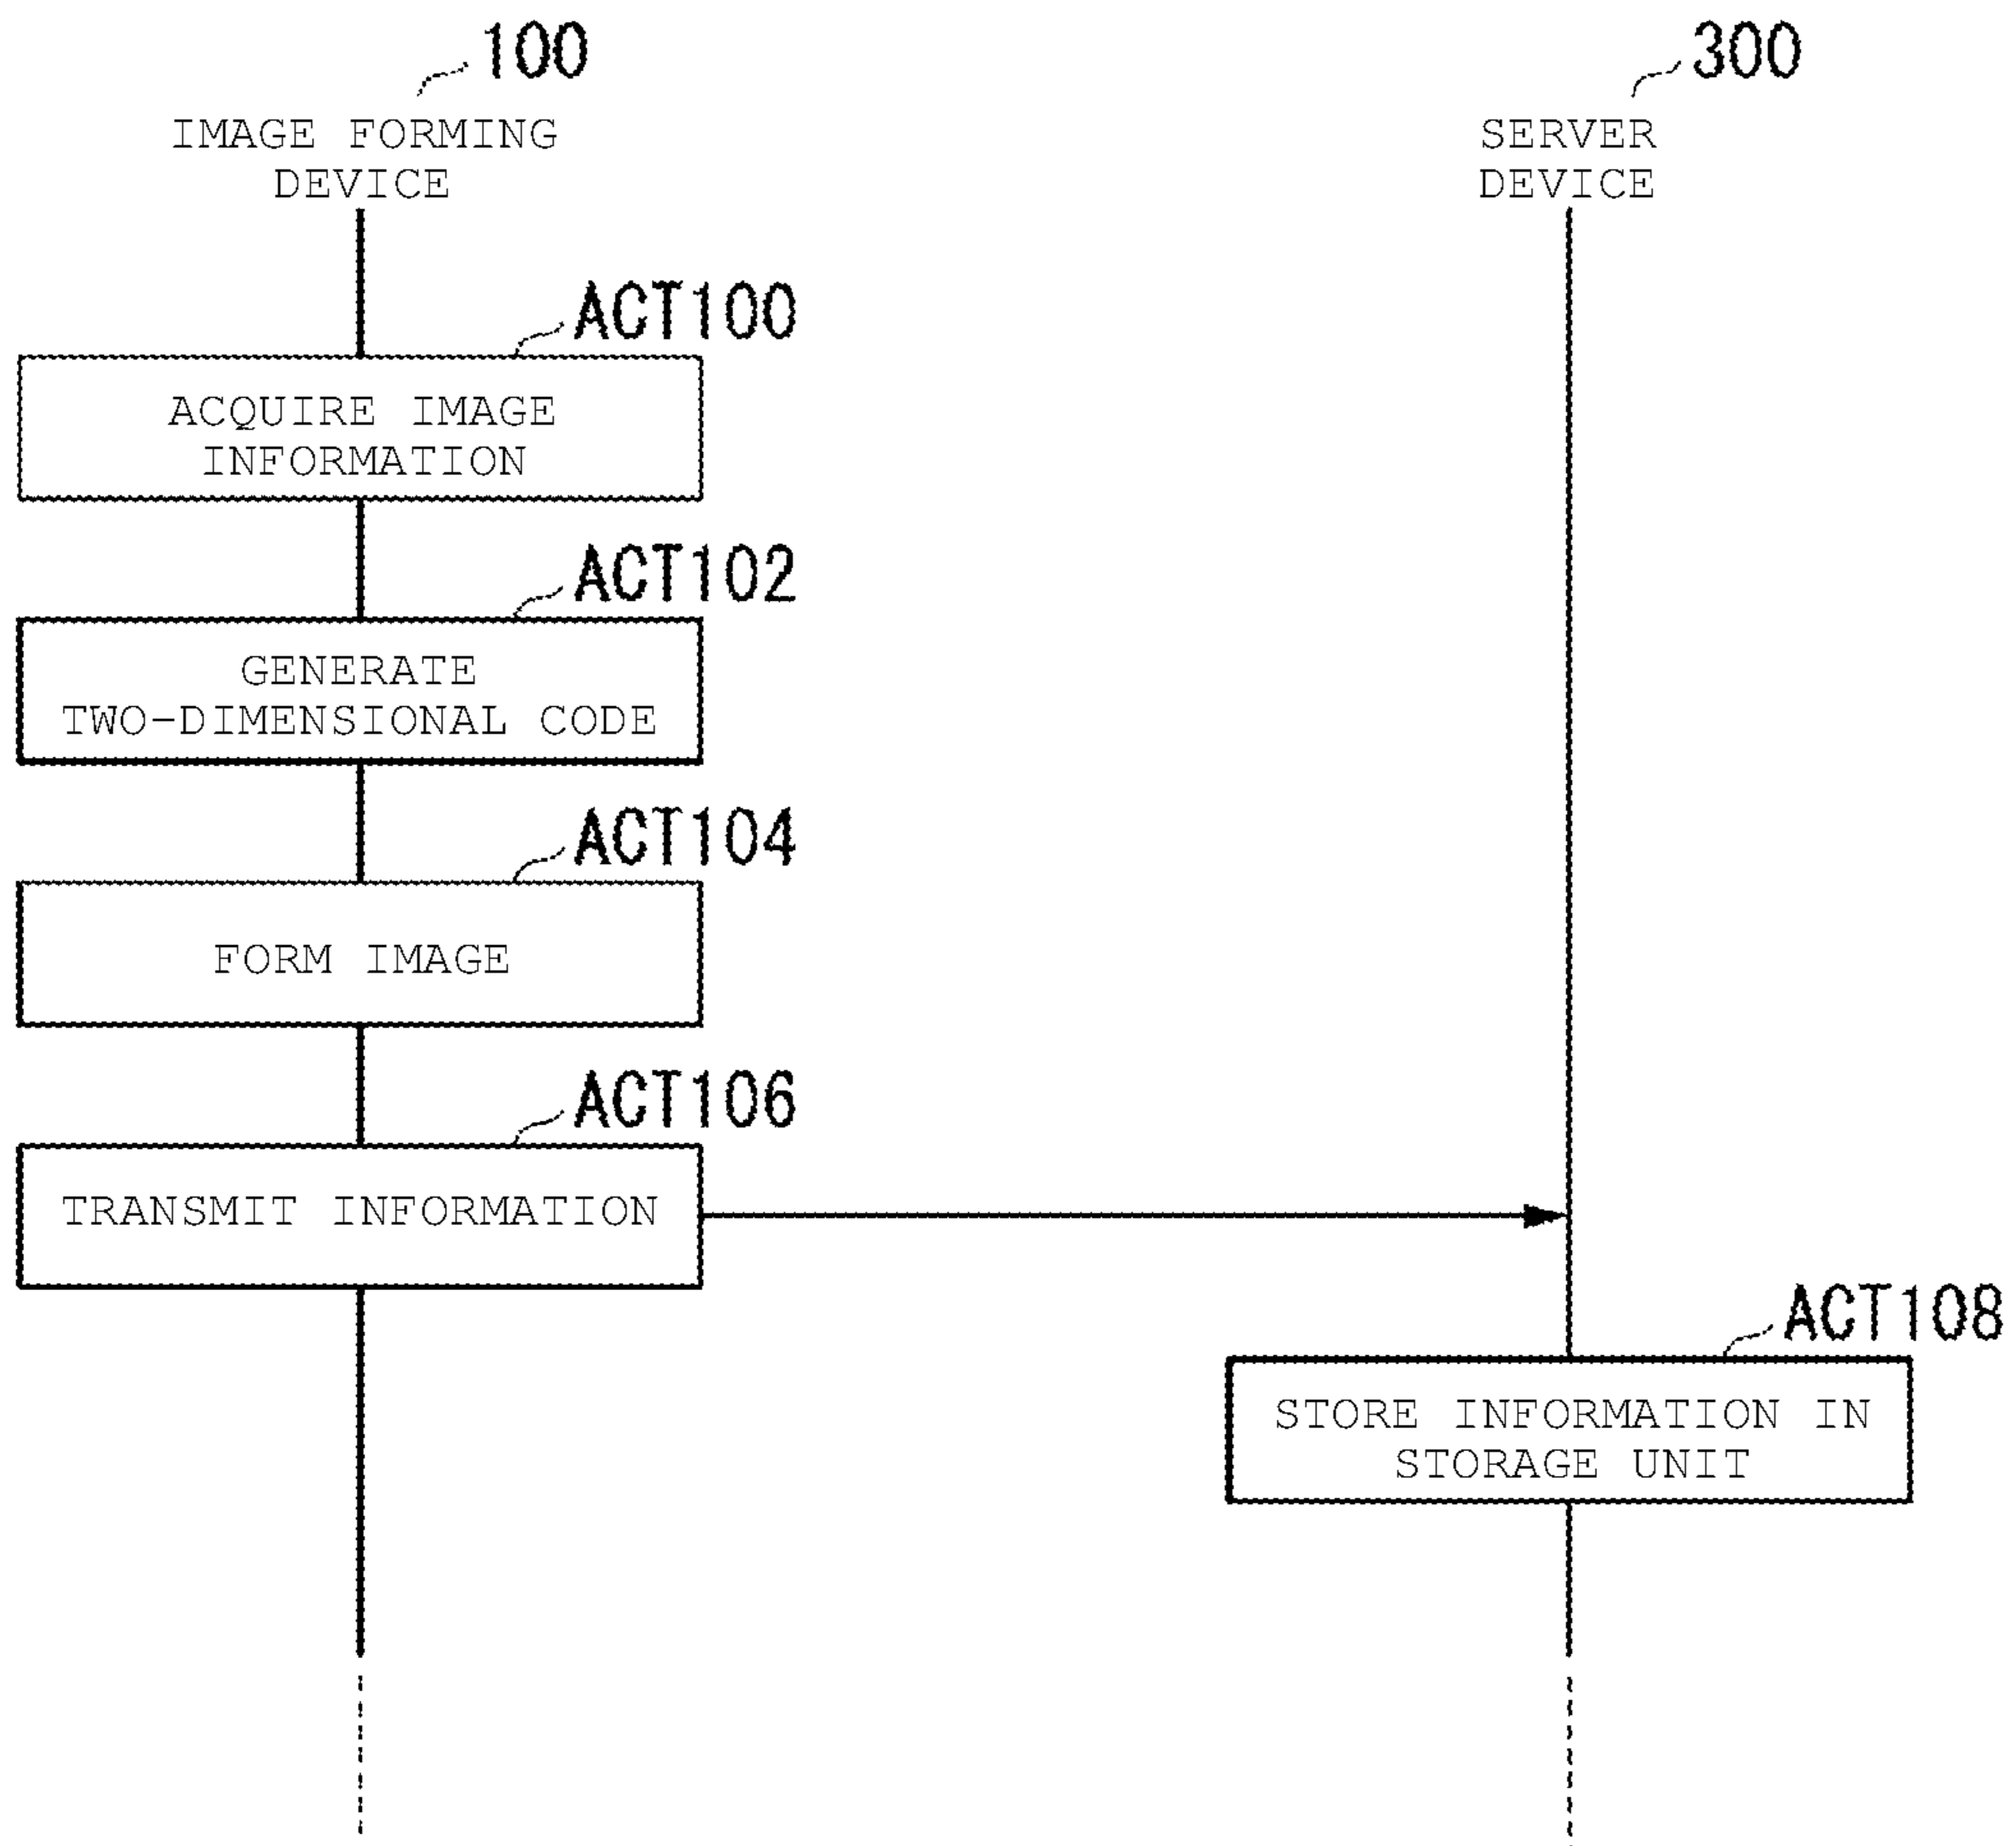 100
300
IMAGE FORMING
DEVICE
SERVER
DEVICE
ACT100
ACQUIRE IMAGE
INFORMATION
ACT102
GENERATE
TWO-DIMENSIONAL CODE
ACT104
FORM IMAGE
ACT106
TRANSMIT INFORMATION
ACT108
STORE INFORMATION IN
STORAGE UNIT